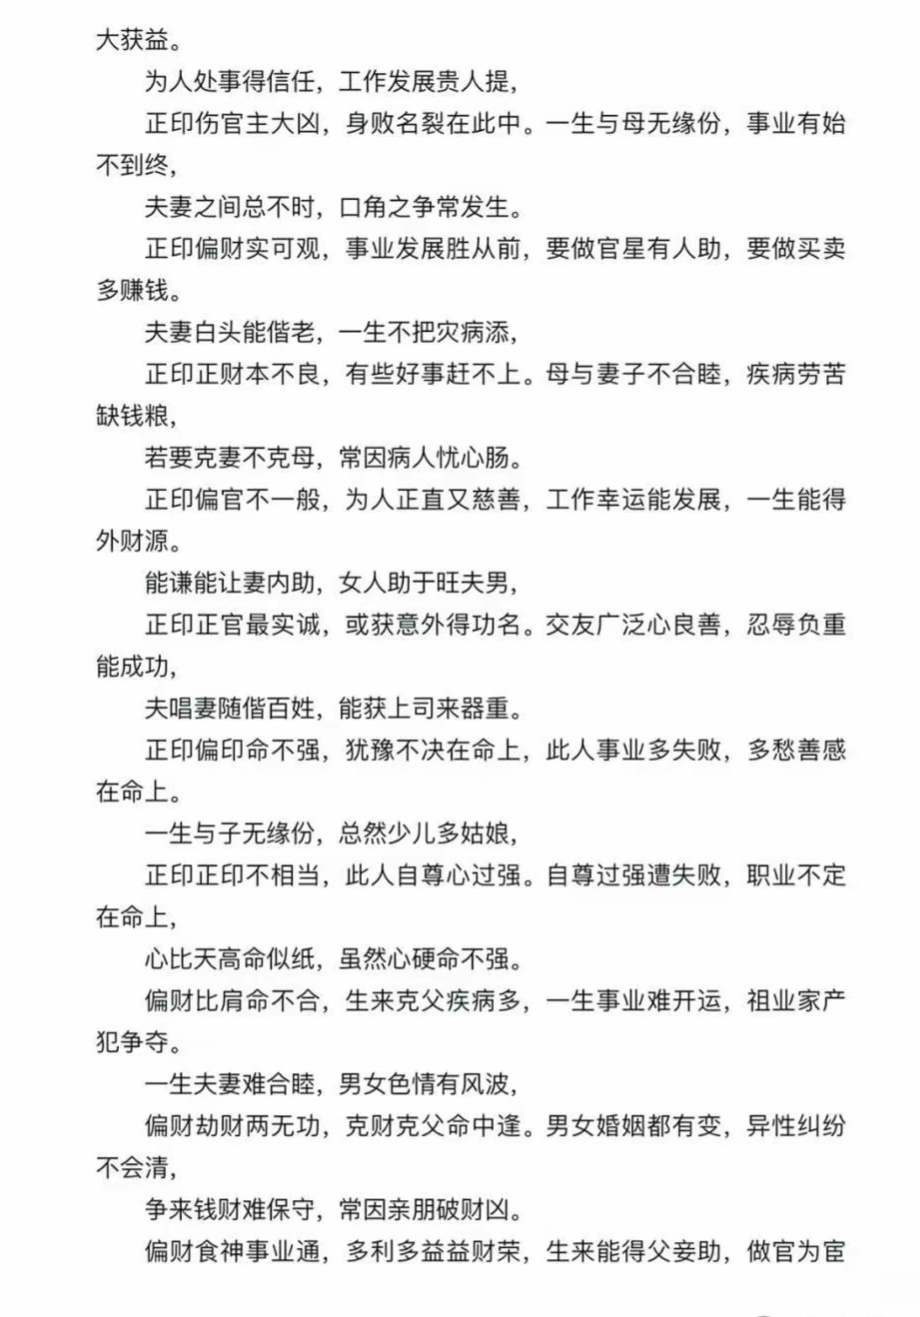 大获益。
为人处事得信任，工作发展贵人提，
正印伤官主大凶，身败名裂在此中。一生与母无缘份，事业有始
不到终，
夫妻之间总不时，口角之争常发生。
正印偏财实可观，事业发展胜从前，要做官星有人助，要做买卖
多赚钱。
夫妻白头能偕老，一生不把灾病添，
正印正财本不良，有些好事赶不上。母与妻子不合睦，疾病劳苦
缺钱粮，
若要克妻不克母，常因病人忧心肠。
正印偏官不一般，为人正直又慈善，工作幸运能发展，一生能得
外财源。
能谦能让妻内助，女人助于旺夫男，
正印正官最实诚，或获意外得功名。交友广泛心良善，忍辱负重
能成功，
夫唱妻随偕百姓，能获上司来器重。
正印偏印命不强，犹豫不决在命上，此人事业多失败，多愁善感
在命上。
一生与子无缘份，总然少儿多姑娘，
正印正印不相当，此人自尊心过强。自尊过强遭失败，职业不定
在命上，
心比天高命似纸，虽然心硬命不强。
偏财比肩命不合，生来克父疾病多，一生事业难开运，祖业家产
犯争夺。
一生夫妻难合睦，男女色情有风波，
偏财劫财两无功，克财克父命中逢。男女婚姻都有变，异性纠纷
不会清，
争来钱财难保守，常因亲朋破财凶。
偏财食神事业通，多利多益益财荣，生来能得父妾助，做官为宦